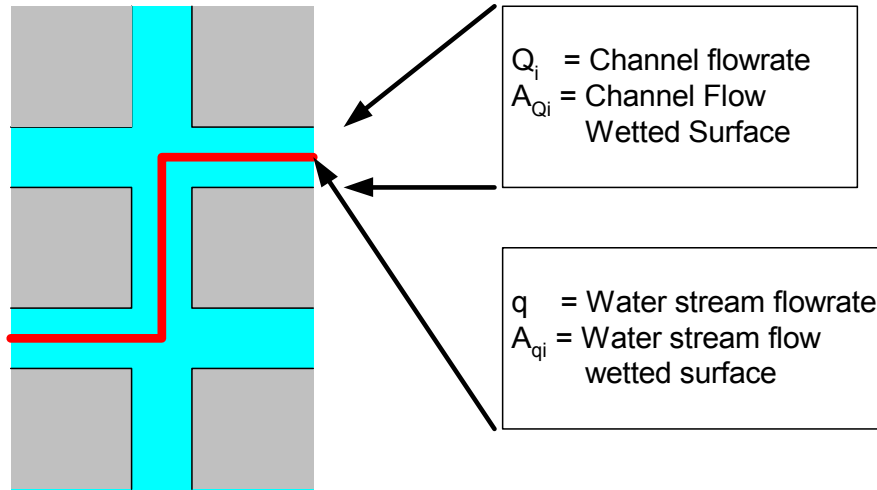 Qi = Channel flowrate
AQi = Channel Flow
Wetted Surface
q = Water stream flowrate
Aqi = Water stream flow
wetted surface